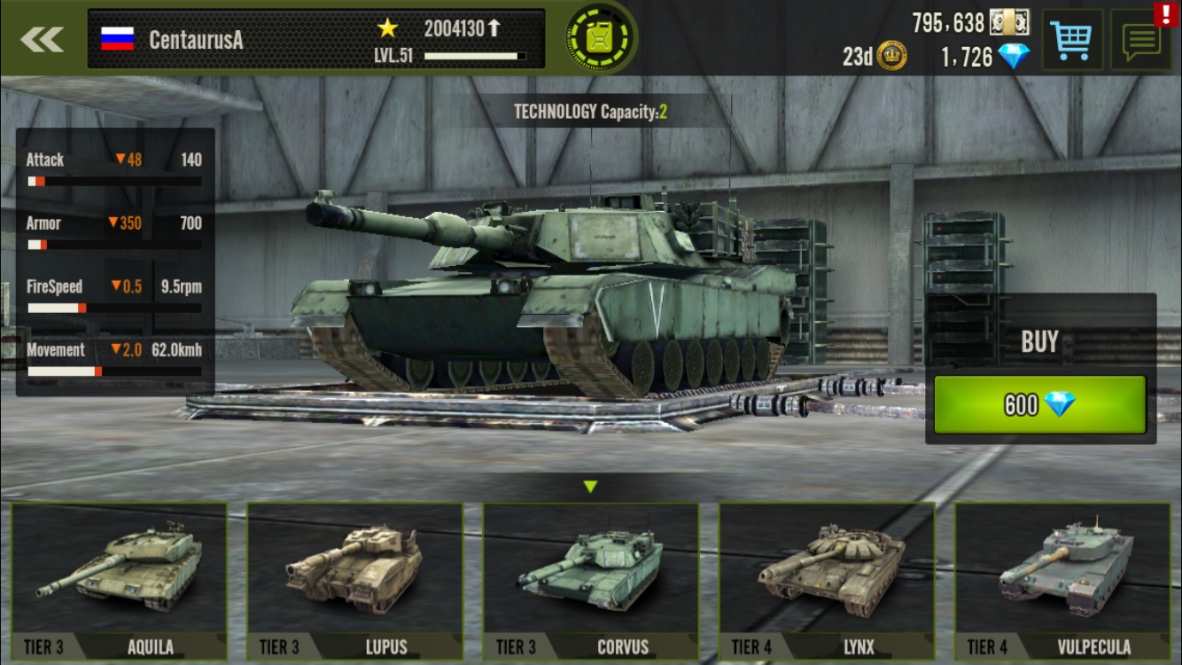 CentaurusA
2004130
LVL.51
795,638
23d
1,726
!
TECHNOLOGY Capacity:2
Attack 48 140
Armor 350 700
FireSpeed 0.5 9.5rpm
Movement 2.0 62.0kmh
V
BUY
600
TIER 3 AQUILA
TIER 3 LUPUS
TIER 3 CORVUS
TIER 4 LYNX
TIER 4 VULPECULA